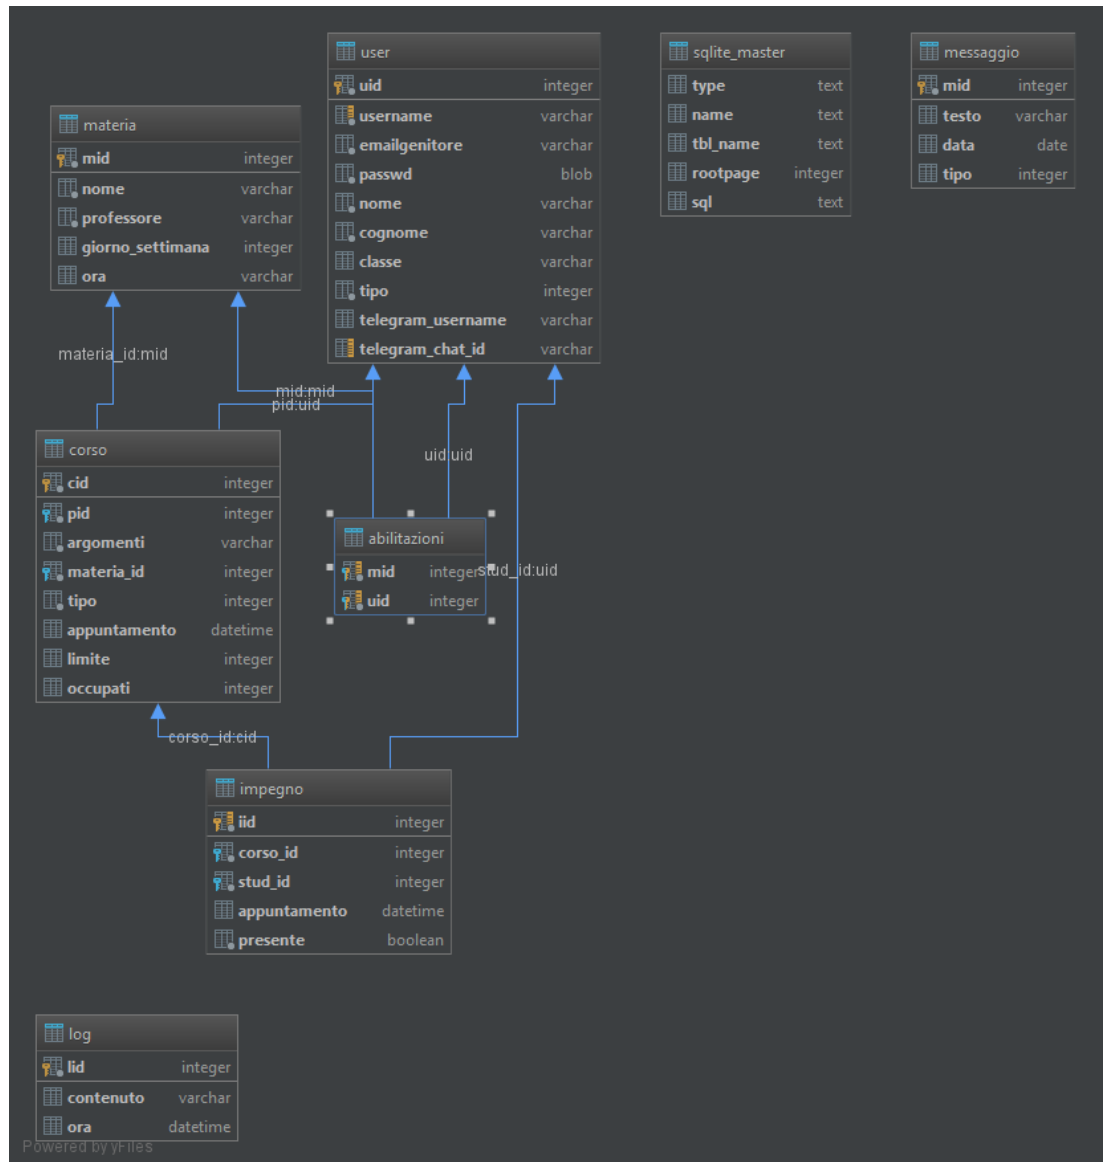 user
uid integer
username varchar
emailgenitore varchar
passwd blob
nome varchar
cognome varchar
classe varchar
tipo integer
telegram_username varchar
telegram_chat_id varchar
sqlite_master
type text
name text
tbl_name text
rootpage integer
sql text
messaggio
mid integer
testo varchar
data date
tipo integer
materia
mid integer
nome varchar
professore varchar
giorno_settimana integer
ora varchar
materia_id:mid
mid:mid
pid:uid
uid:uid
corso
cid integer
pid integer
argomenti varchar
materia_id integer
tipo integer
appuntamento datetime
limite integer
occupati integer
abilitazioni
mid integer
uid integer
stud_id:uid
corso_id:cid
impegno
iid integer
corso_id integer
stud_id integer
appuntamento datetime
presente boolean
log
lid integer
contenuto varchar
ora datetime
Powered by yFiles